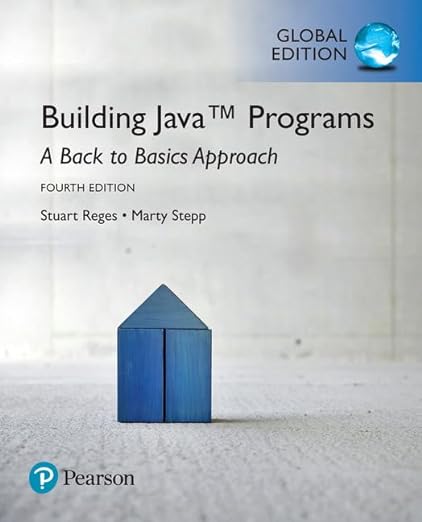 GLOBAL
EDITION
Building Java™ Programs
A Back to Basics Approach
FOURTH EDITION
Stuart Reges • Marty Stepp
Pearson